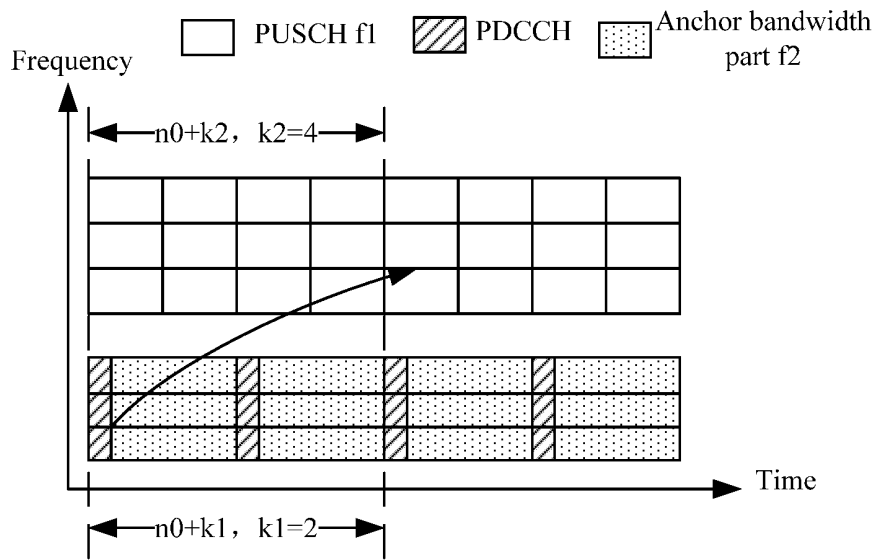 PUSCH f1
PDCCH
Anchor bandwidth
part f2
Frequency
n0+k2, k2=4
Time
n0+k1, k1=2